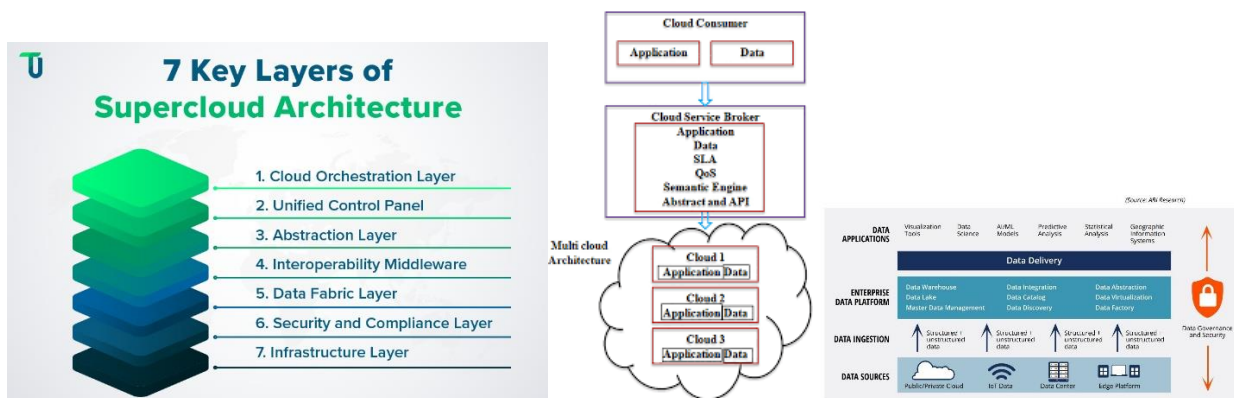 TU
7 Key Layers of
Supercloud Architecture
1. Cloud Orchestration Layer
2. Unified Control Panel
3. Abstraction Layer
4. Interoperability Middleware
5. Data Fabric Layer
6. Security and Compliance Layer
7. Infrastructure Layer
Cloud Consumer
Application Data
Cloud Service Broker
Application
Data
SLA
QoS
Semantic Engine
Abstract and API
Multi cloud
Architecture
Cloud 1
Application Data
Cloud 2
Application Data
Cloud 3
Application Data
(Source: ABI Research)
DATA
APPLICATIONS
Visualization
Tools
Data
Science
AI/ML
Models
Predictive
Analysis
Statistical
Analysis
Geographic
Information
Systems
Data Delivery
ENTERPRISE
DATA PLATFORM
Data Warehouse
Data Lake
Master Data Management
Data Integration
Data Catalog
Data Discovery
Data Abstraction
Data Virtualization
Data Factory
DATA INGESTION
Structured +
unstructured
data
Structured +
unstructured
data
Structured +
unstructured
data
Structured +
unstructured
data
DATA SOURCES
Public/Private Cloud
IoT Data
Data Center
Edge Platform
Data Governance
and Security